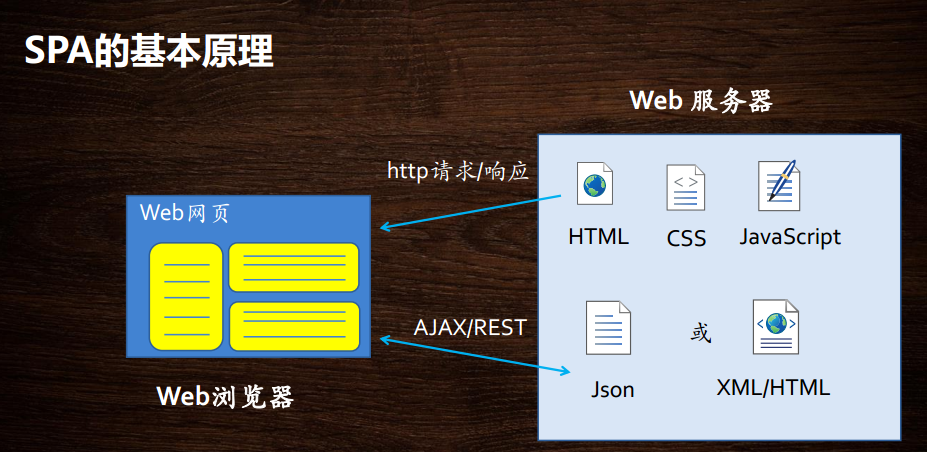 SPA的基本原理
Web 服务器
http请求/响应
Web网页
HTML
CSS
JavaScript
AJAX/REST
或
Json
XML/HTML
Web浏览器